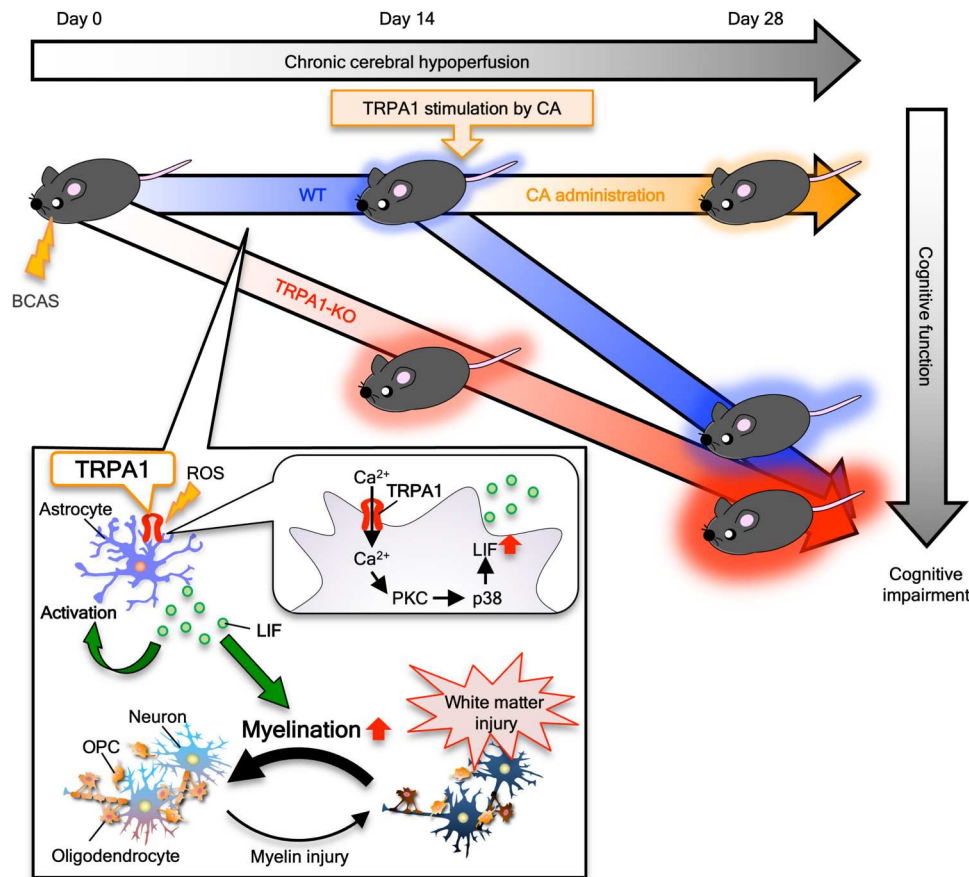 Day 0
Day 14
Day 28
Chronic cerebral hypoperfusion
TRPA1 stimulation by CA
WT
CA administration
BCAS
TRPA1-KO
Cognitive function
Cognitive
impairment
TRPA1
ROS
Astrocyte
Ca²⁺
TRPA1
Ca²⁺
LIF
PKC
p38
Activation
LIF
White matter
injury
Myelination
Neuron
OPC
Oligodendrocyte
Myelin injury